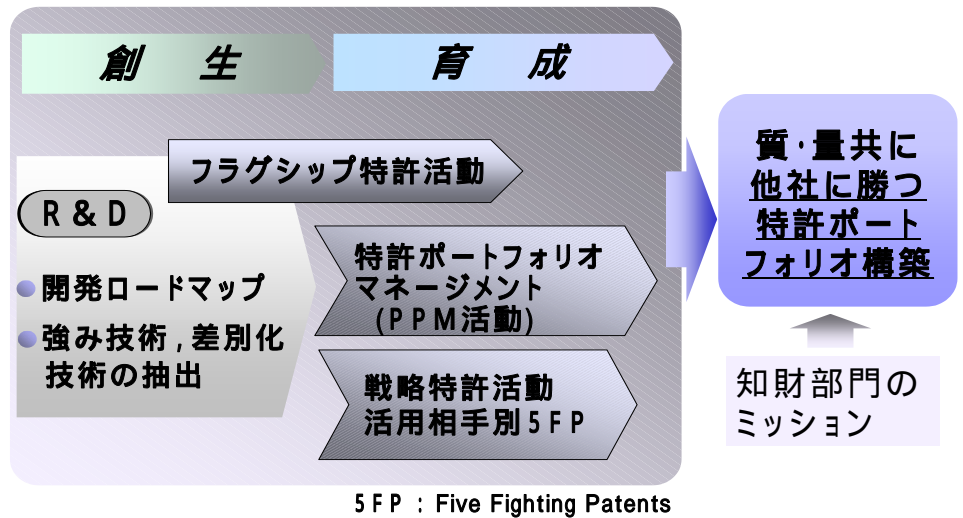 創 生
育 成
フラグシップ特許活動
R&D
開発ロードマップ
強み技術,差別化
技術の抽出
特許ポートフォリオ
マネージメント
(PPM活動)
戦略特許活動
活用相手別5FP
質・量共に
他社に勝つ
特許ポート
フォリオ構築
知財部門の
ミッション
5FP : Five Fighting Patents